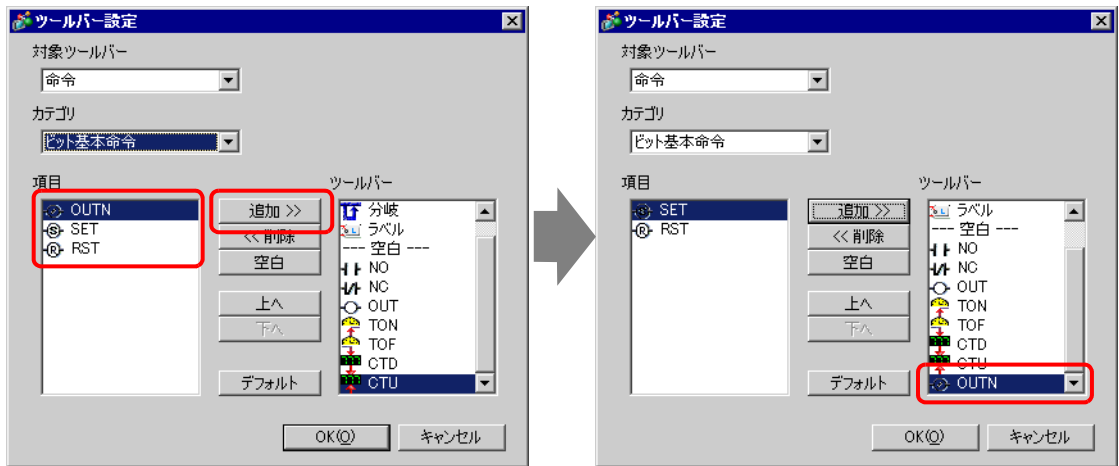 ツールバー設定
対象ツールバー
命令
カテゴリ
ビット基本命令
項目
OUTN
SET
RST
追加 >>
<< 削除
空白
上へ
下へ
デフォルト
ツールバー
分岐
ラベル
--- 空白 ---
NO
NC
OUT
TON
TOF
CTD
CTU
OK(O)
キャンセル
ツールバー設定
対象ツールバー
命令
カテゴリ
ビット基本命令
項目
SET
RST
追加 >>
<< 削除
空白
上へ
下へ
デフォルト
ツールバー
ラベル
--- 空白 ---
NO
NC
OUT
TON
TOF
CTD
CTU
OUTN
OK(O)
キャンセル